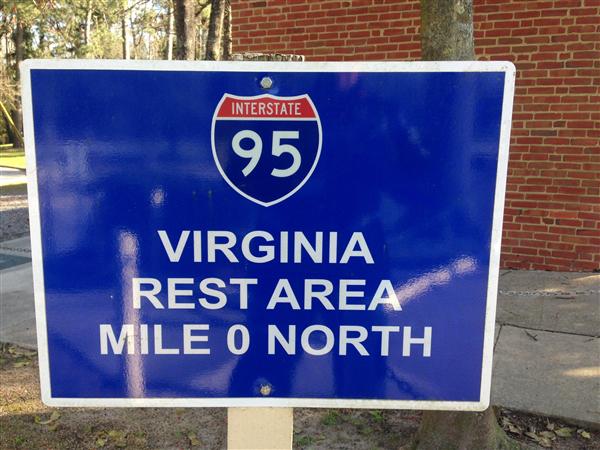 INTERSTATE
95
VIRGINIA
REST AREA
MILE 0 NORTH